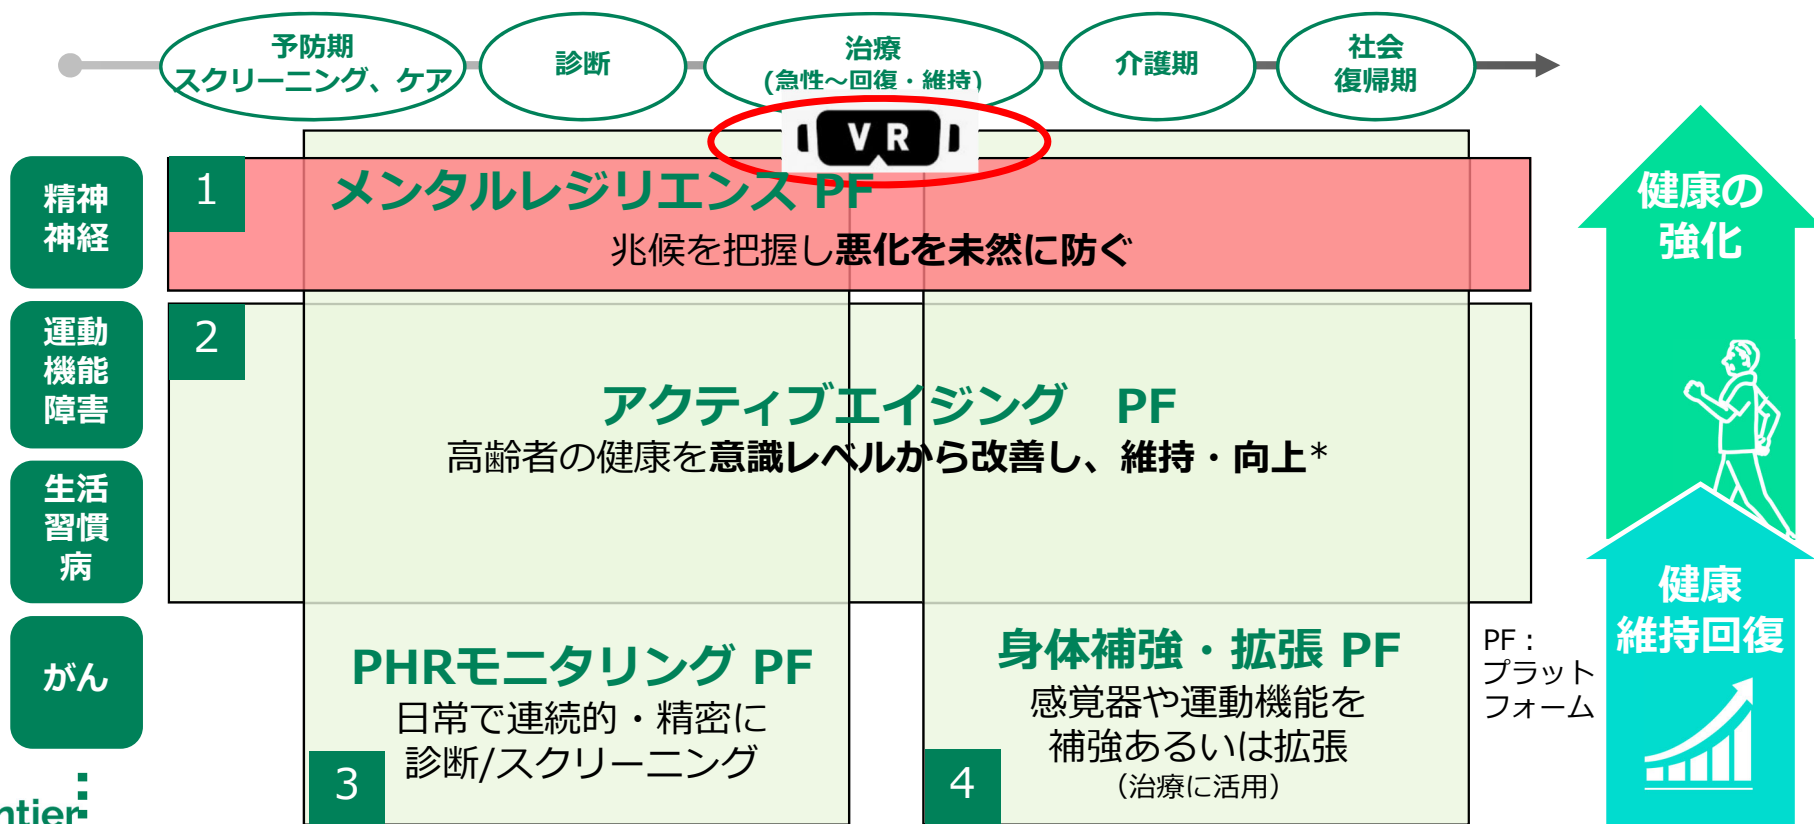 予防期
スクリーニング、ケア
診断
治療
(急性～回復・維持)
介護期
社会
復帰期
VR
精神
神経
1
メンタルレジリエンス PF
兆候を把握し悪化を未然に防ぐ
健康の
強化
運動
機能
障害
2
アクティブエイジング　PF
高齢者の健康を意識レベルから改善し、維持・向上*
生活
習慣
病
健康
維持回復
がん
PHRモニタリング PF
日常で連続的・精密に
診断/スクリーニング
3
身体補強・拡張 PF
感覚器や運動機能を
補強あるいは拡張
（治療に活用）
4
PF：
プラット
フォーム
ntier